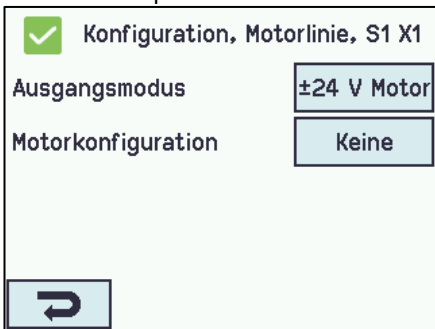 Konfiguration, Motorlinie, S1 X1
Ausgangsmodus ±24 V Motor
Motorkonfiguration Keine